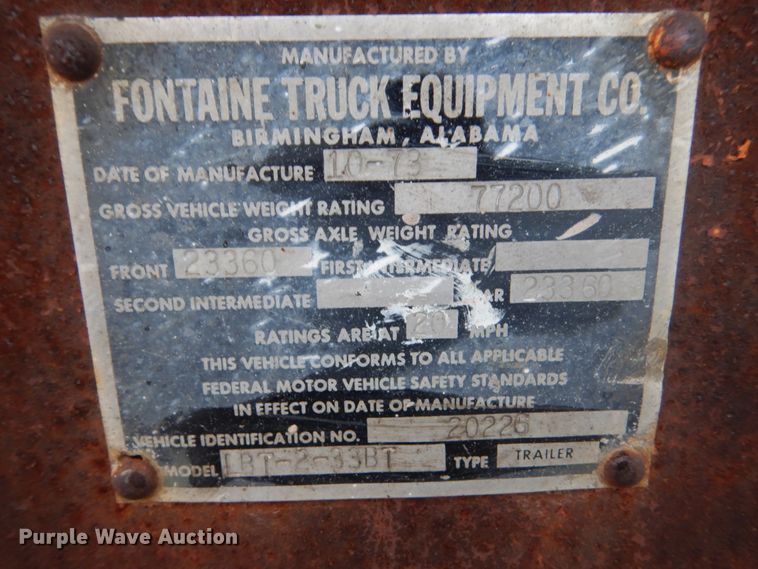 MANUFACTURED BY
FONTAINE TRUCK EQUIPMENT CO.
BIRMINGHAM, ALABAMA
DATE OF MANUFACTURE 10-73
GROSS VEHICLE WEIGHT RATING 77200
GROSS AXLE WEIGHT RATING
FRONT 23360 FIRST INTERMEDIATE
SECOND INTERMEDIATE REAR 23360
RATINGS ARE AT 20 MPH
THIS VEHICLE CONFORMS TO ALL APPLICABLE
FEDERAL MOTOR VEHICLE SAFETY STANDARDS
IN EFFECT ON DATE OF MANUFACTURE
VEHICLE IDENTIFICATION NO. 20226
MODEL LBT-2-33BT TYPE TRAILER
Purple Wave Auction